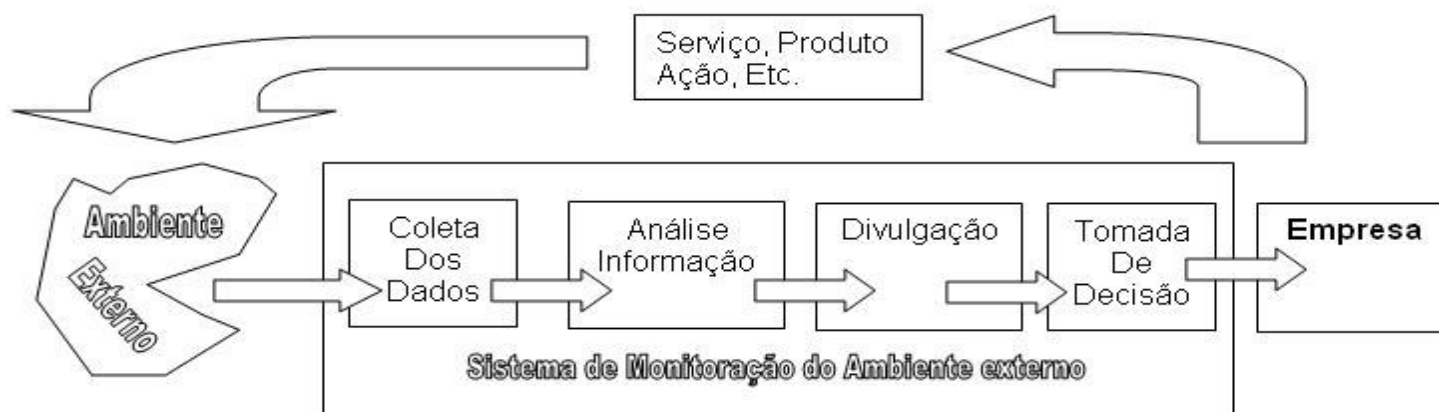 Serviço, Produto
Ação, Etc.
Ambiente
Externo
Coleta
Dos
Dados
Análise
Informação
Divulgação
Tomada
De
Decisão
Empresa
Sistema de Monitoração do Ambiente externo